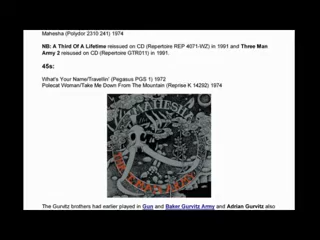 Mahesha (Polydor 2310 241) 1974
NB: A Third Of A Lifetime reissued on CD (Repertoire REP 4071-WZ) in 1991 and Three Man
Army 2 reissued on CD (Repertoire GTR011) in 1991.
45s:
What's Your Name/Travellin' (Pegasus PGS 1) 1972
Polecat Woman/Take Me Down From The Mountain (Reprise K 14292) 1974
MAHESHA
The Gurvitz brothers had earlier played in Gun and Baker Gurvitz Army and Adrian Gurvitz also